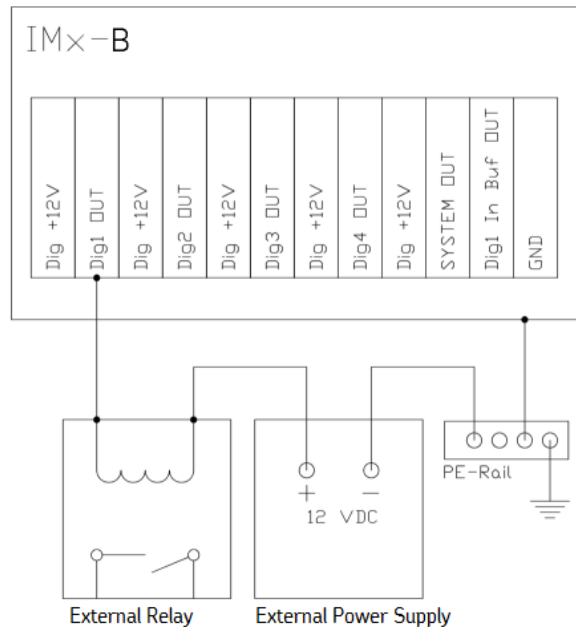 IMx-B
Dig +12V
Dig1 OUT
Dig +12V
Dig2 OUT
Dig +12V
Dig3 OUT
Dig +12V
Dig4 OUT
Dig +12V
SYSTEM OUT
Dig1 In Buf OUT
GND
PE-Rail
+ −
12 VDC
External Relay
External Power Supply